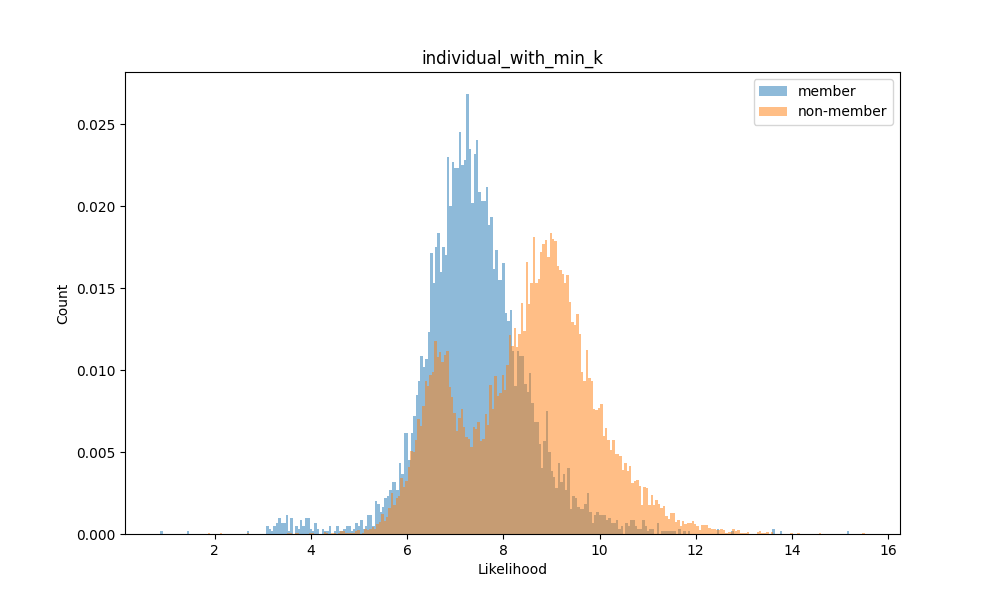 individual_with_min_k
member
non-member
0.025
0.020
0.015
0.010
0.005
0.000
Count
2 4 6 8 10 12 14 16
Likelihood